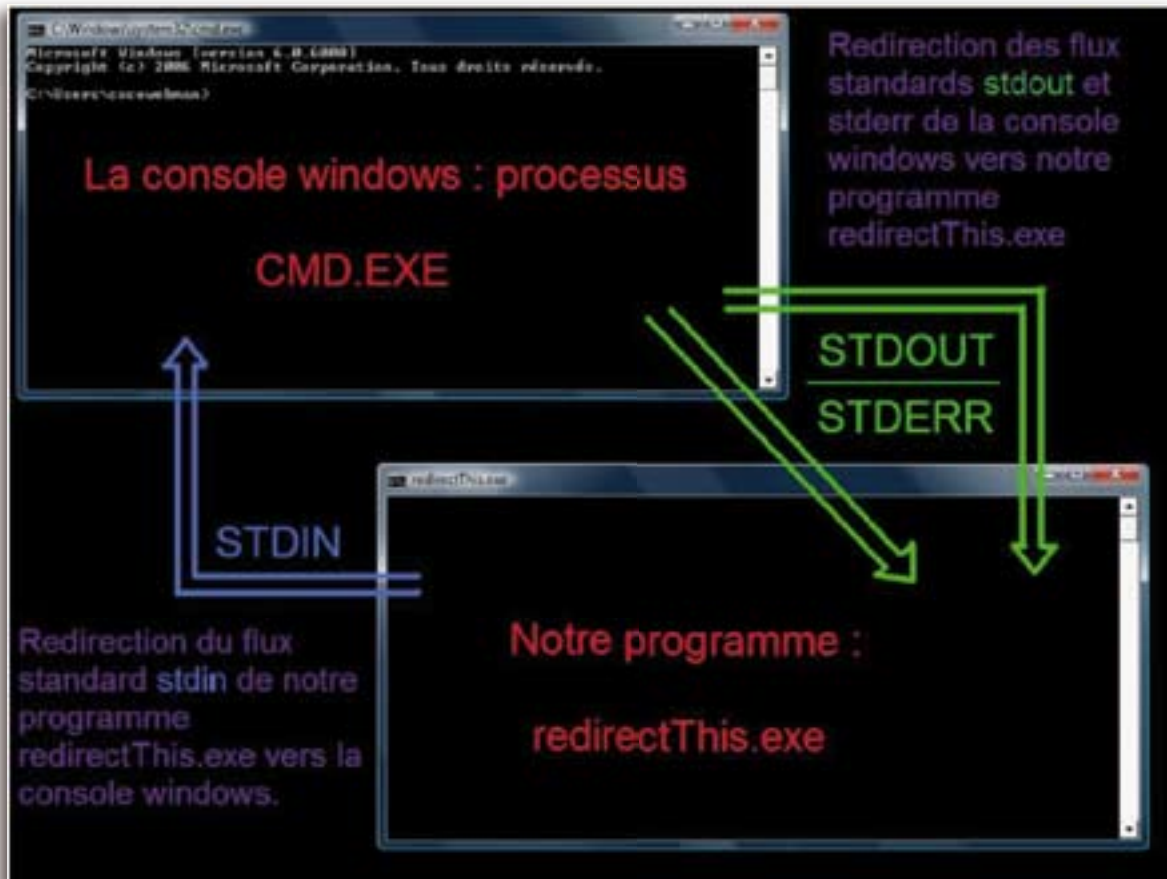 C:\Windows\system32\cmd.exe
Microsoft Windows [version 6.0.6000]
Copyright (c) 2006 Microsoft Corporation. Tous droits réservés.
C:\Users\cocowebman>
La console windows : processus
CMD.EXE
Redirection des flux
standards stdout et
stderr de la console
windows vers notre
programme
redirectThis.exe
STDOUT
STDERR
redirectThis.exe
STDIN
Redirection du flux
standard stdin de notre
programme
redirectThis.exe vers la
console windows.
Notre programme :
redirectThis.exe